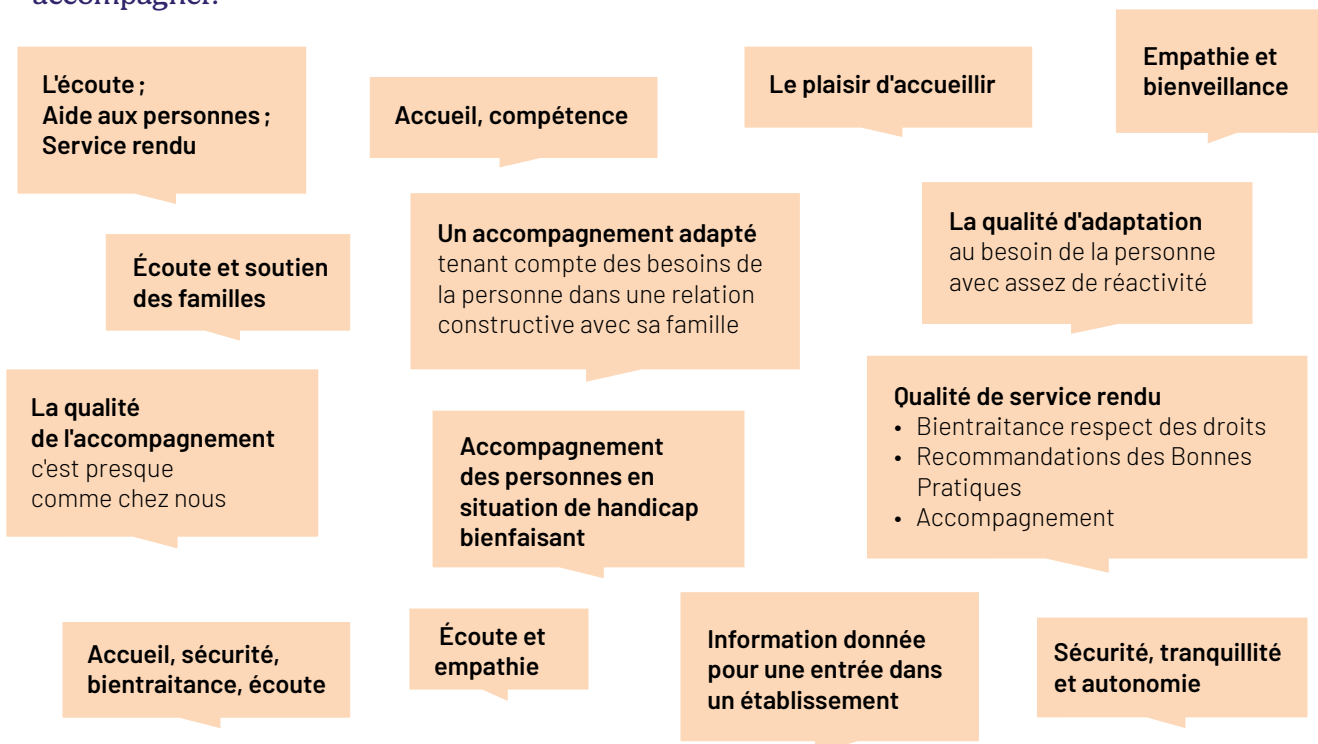 accompagner.
L'écoute ;
Aide aux personnes ;
Service rendu
Accueil, compétence
Le plaisir d'accueillir
Empathie et
bienveillance
Écoute et soutien
des familles
Un accompagnement adapté
tenant compte des besoins de
la personne dans une relation
constructive avec sa famille
La qualité d'adaptation
au besoin de la personne
avec assez de réactivité
La qualité
de l'accompagnement
c'est presque
comme chez nous
Accompagnement
des personnes en
situation de handicap
bienfaisant
Qualité de service rendu
• Bientraitance respect des droits
• Recommandations des Bonnes
Pratiques
• Accompagnement
Accueil, sécurité,
bientraitance, écoute
Écoute et
empathie
Information donnée
pour une entrée dans
un établissement
Sécurité, tranquillité
et autonomie